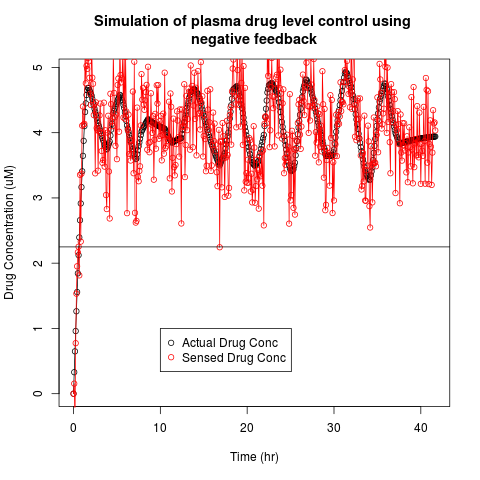 Simulation of plasma drug level control using
negative feedback
Drug Concentration (uM)
5
4
3
2
1
0
Actual Drug Conc
Sensed Drug Conc
0 10 20 30 40
Time (hr)